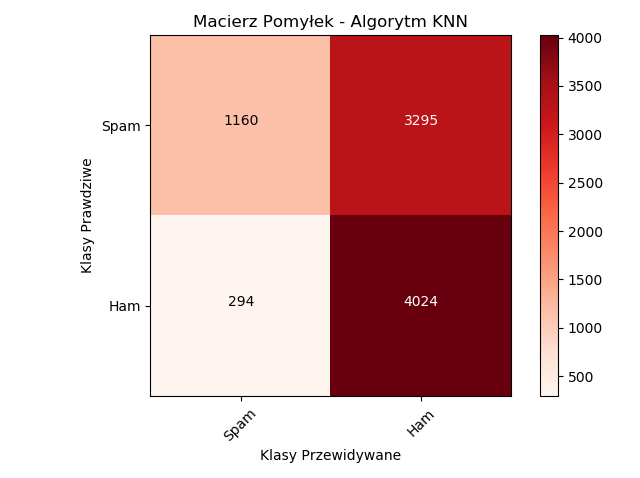 Macierz Pomyłek - Algorytm KNN
Klasy Prawdziwe
Spam
1160
3295
Ham
294
4024
Spam
Ham
Klasy Przewidywane
4000
3500
3000
2500
2000
1500
1000
500